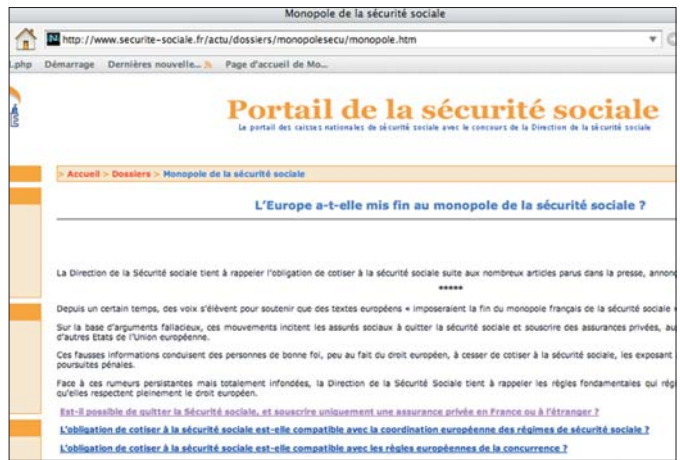 Monopole de la sécurité sociale
http://www.securite-sociale.fr/actu/dossiers/monopolesecu/monopole.htm
.php Démarrage Dernières nouvelle... Page d'accueil de Mo...
Portail de la sécurité sociale
Le portail des caisses nationales de sécurité sociale avec le concours de la Direction de la sécurité sociale
> Accueil > Dossiers > Monopole de la sécurité sociale
L'Europe a-t-elle mis fin au monopole de la sécurité sociale ?
La Direction de la Sécurité sociale tient à rappeler l'obligation de cotiser à la sécurité sociale suite aux nombreux articles parus dans la presse, annonç
*****
Depuis un certain temps, des voix s'élèvent pour soutenir que des textes européens « imposeraient la fin du monopole français de la sécurité sociale »
Sur la base d'arguments fallacieux, ces mouvements incitent les assurés sociaux à quitter la sécurité sociale et souscrire des assurances privées, au
d'autres Etats de l'Union européenne.
Ces fausses informations conduisent des personnes de bonne foi, peu au fait du droit européen, à cesser de cotiser à la sécurité sociale, les exposant
poursuites pénales.
Face à ces rumeurs persistantes mais totalement infondées, la Direction de la Sécurité Sociale tient à rappeler les règles fondamentales qui rég
qu'elles respectent pleinement le droit européen.
Est-il possible de quitter la Sécurité sociale, et souscrire uniquement une assurance privée en France ou à l'étranger ?
L'obligation de cotiser à la sécurité sociale est-elle compatible avec la coordination européenne des régimes de sécurité sociale ?
L'obligation de cotiser à la sécurité sociale est-elle compatible avec les règles européennes de la concurrence ?